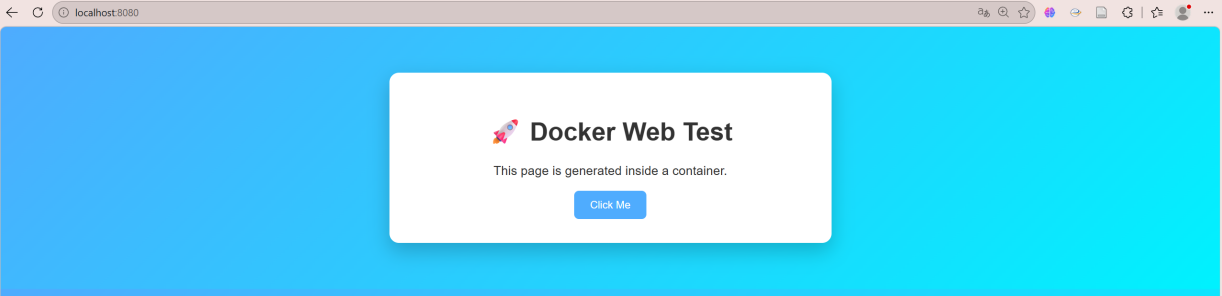 localhost:8080
🚀 Docker Web Test
This page is generated inside a container.
Click Me